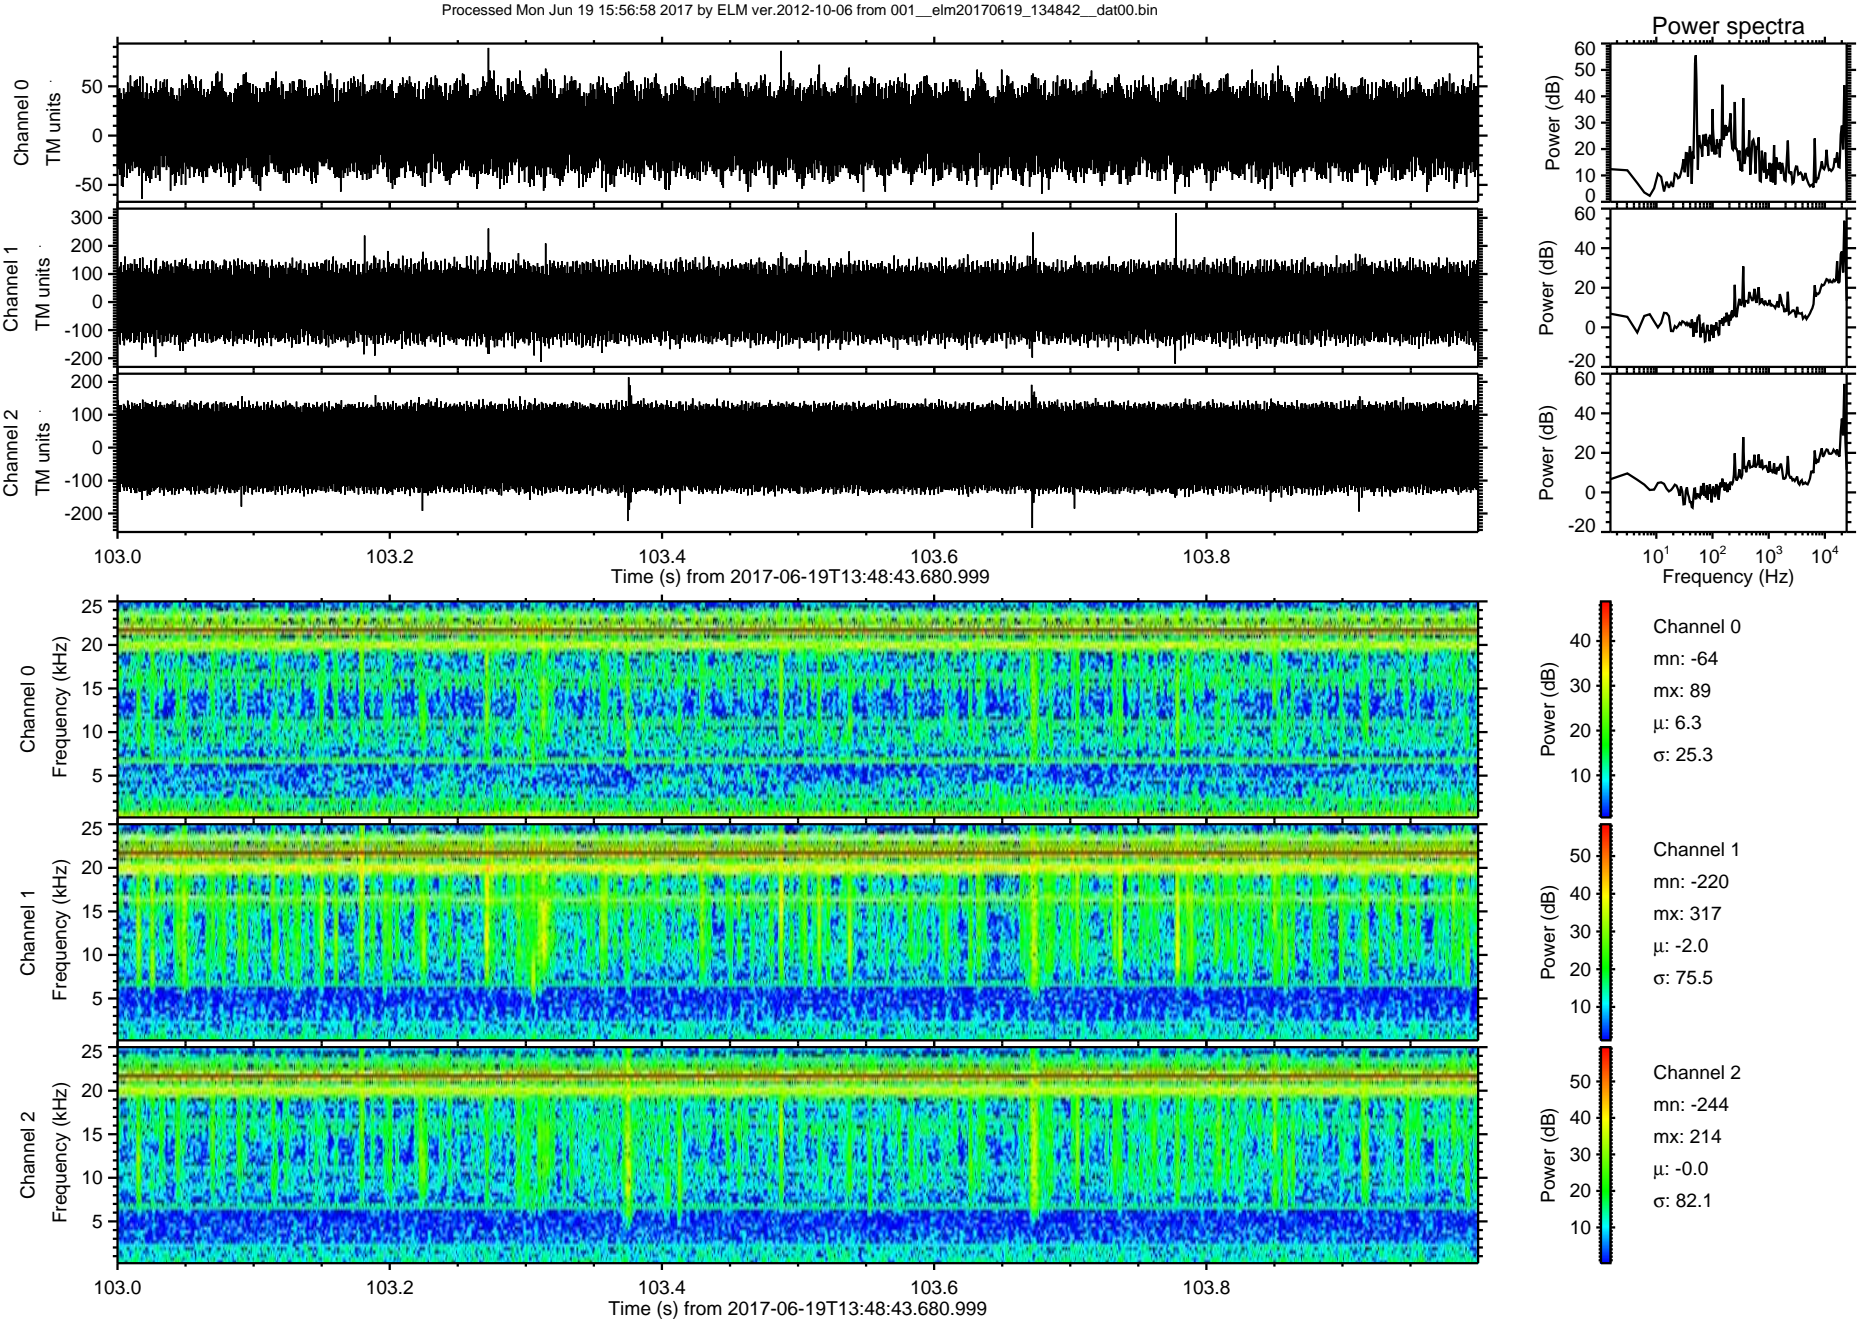 Processed Mon Jun 19 15:56:58 2017 by ELM ver.2012-10-06 from 001__elm20170619_134842__dat00.bin
Power spectra
Channel 0
TM units
50
0
-50
Power (dB)
60
50
40
30
20
10
0
Channel 1
TM units
300
200
100
0
-100
-200
Power (dB)
60
40
20
0
-20
Channel 2
TM units
200
100
0
-100
-200
Power (dB)
60
40
20
0
-20
103.0 103.2 103.4 103.6 103.8
Time (s) from 2017-06-19T13:48:43.680.999
10^1 10^2 10^3 10^4
Frequency (Hz)
Channel 0
Frequency (kHz)
25
20
15
10
5
Power (dB)
40
30
20
10
Channel 0
mn: -64
mx: 89
μ: 6.3
σ: 25.3
Channel 1
Frequency (kHz)
25
20
15
10
5
Power (dB)
50
40
30
20
10
Channel 1
mn: -220
mx: 317
μ: -2.0
σ: 75.5
Channel 2
Frequency (kHz)
25
20
15
10
5
Power (dB)
50
40
30
20
10
Channel 2
mn: -244
mx: 214
μ: -0.0
σ: 82.1
103.0 103.2 103.4 103.6 103.8
Time (s) from 2017-06-19T13:48:43.680.999